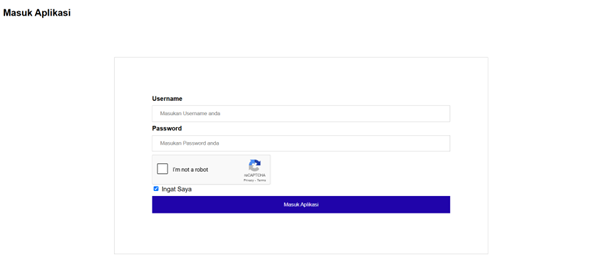 Masuk Aplikasi
Username
Masukan Username anda
Password
Masukan Password anda
I'm not a robot
reCAPTCHA
Privacy - Terms
Ingat Saya
Masuk Aplikasi